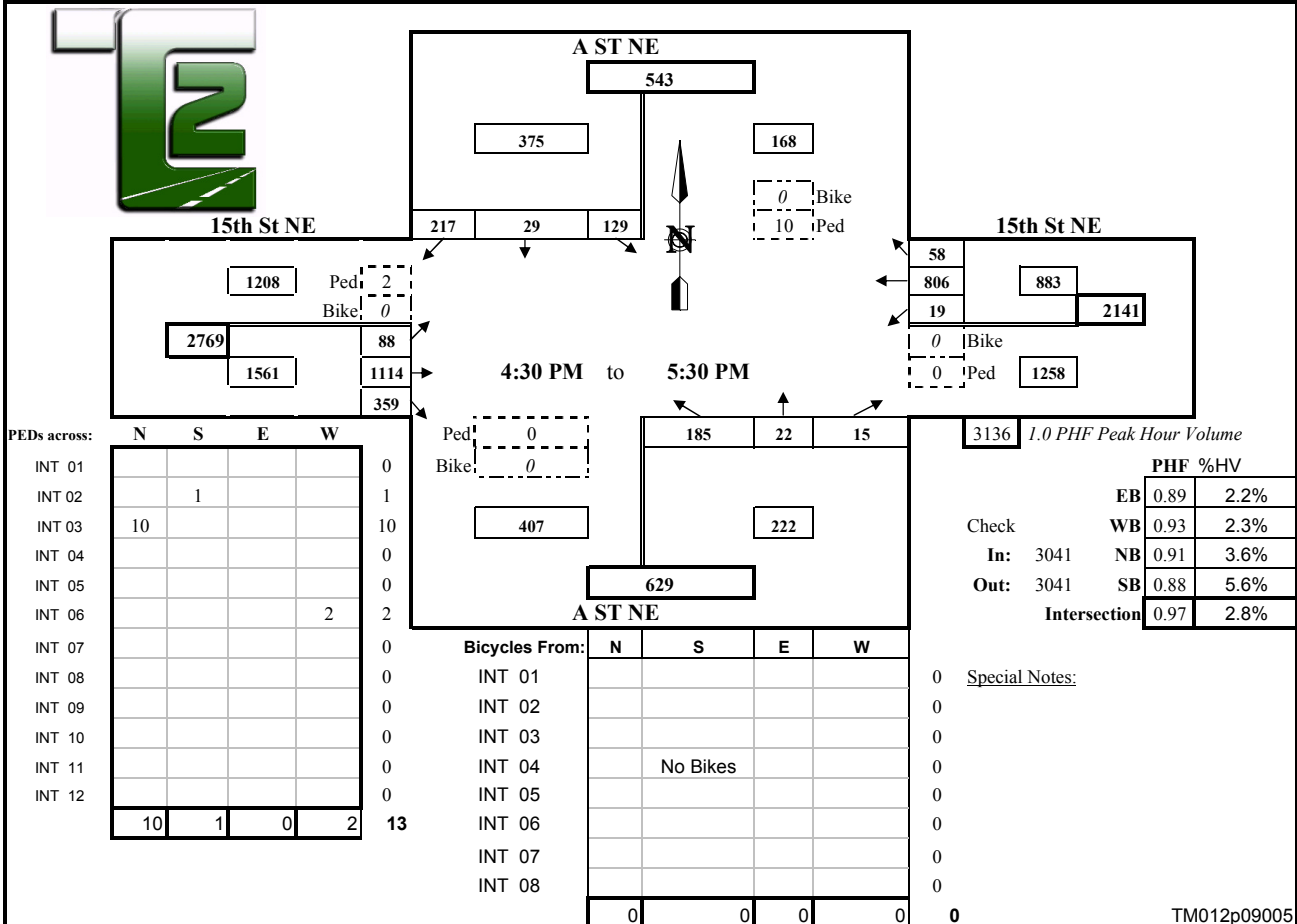 T2
A ST NE
543
375 168
0 Bike
10 Ped
15th St NE 217 29 129 N 15th St NE
58
1208 Ped 2 806 883
Bike 0 19 2141
2769 88 0 Bike
1561 1114 4:30 PM to 5:30 PM 0 Ped 1258
359
PEDs across: N S E W Ped 0 185 22 15 3136 1.0 PHF Peak Hour Volume
INT 01 0 Bike 0 PHF %HV
INT 02 1 1 EB 0.89 2.2%
INT 03 10 10 407 222 Check WB 0.93 2.3%
INT 04 0 In: 3041 NB 0.91 3.6%
INT 05 0 629 Out: 3041 SB 0.88 5.6%
INT 06 2 2 A ST NE Intersection 0.97 2.8%
INT 07 0 Bicycles From: N S E W
INT 08 0 INT 01 0 Special Notes:
INT 09 0 INT 02 0
INT 10 0 INT 03 0
INT 11 0 INT 04 No Bikes 0
INT 12 0 INT 05 0
10 1 0 2 13 INT 06 0
INT 07 0
INT 08 0
0 0 0 0 0 TM012p09005